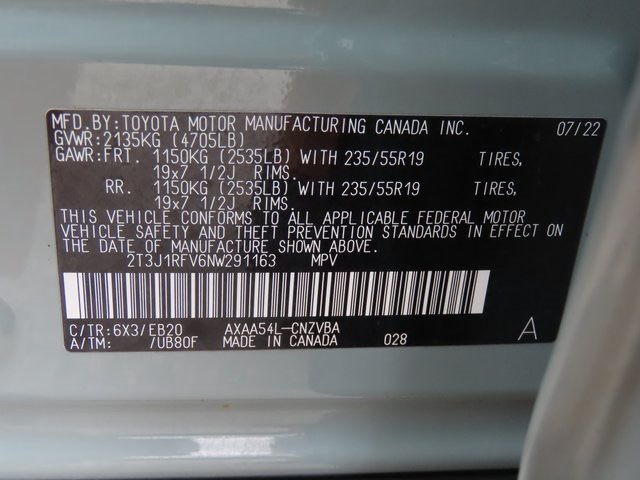 MFD.BY:TOYOTA MOTOR MANUFACTURING CANADA INC. 07/22
GVWR:2135KG (4705LB)
GAWR:FRT. 1150KG (2535LB) WITH 235/55R19 TIRES,
19x7 1/2J RIMS.
RR. 1150KG (2535LB) WITH 235/55R19 TIRES,
19x7 1/2J RIMS.
THIS VEHICLE CONFORMS TO ALL APPLICABLE FEDERAL MOTOR
VEHICLE SAFETY AND THEFT PREVENTION STANDARDS IN EFFECT ON
THE DATE OF MANUFACTURE SHOWN ABOVE.
2T3J1RFV6NW291163 MPV
C/TR:6X3/EB20 AXAA54L-CNZVBA A
A/TM: /UB80F MADE IN CANADA 028